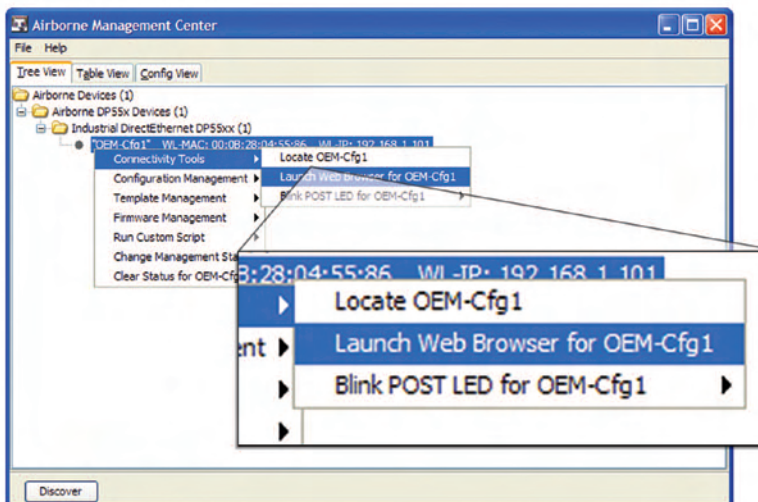 Airborne Management Center
File Help
Tree View Table View Config View
Airborne Devices (1)
Airborne DP55x Devices (1)
Industrial DirectEthernet DP55xx (1)
"OEM-Cfg1" WL-MAC: 00:0B:28:04:55:86 WL-IP: 192.168.1.101
Connectivity Tools
Locate OEM-Cfg1
Configuration Management
Launch Web Browser for OEM-Cfg1
Template Management
Blink POST LED for OEM-Cfg1
Firmware Management
Run Custom Script
Change Management Sta
Clear Status for OEM-Cfg
B:28:04:55:86 WL-IP: 192.168.1.101
Locate OEM-Cfg1
ent
Launch Web Browser for OEM-Cfg1
Blink POST LED for OEM-Cfg1
Discover